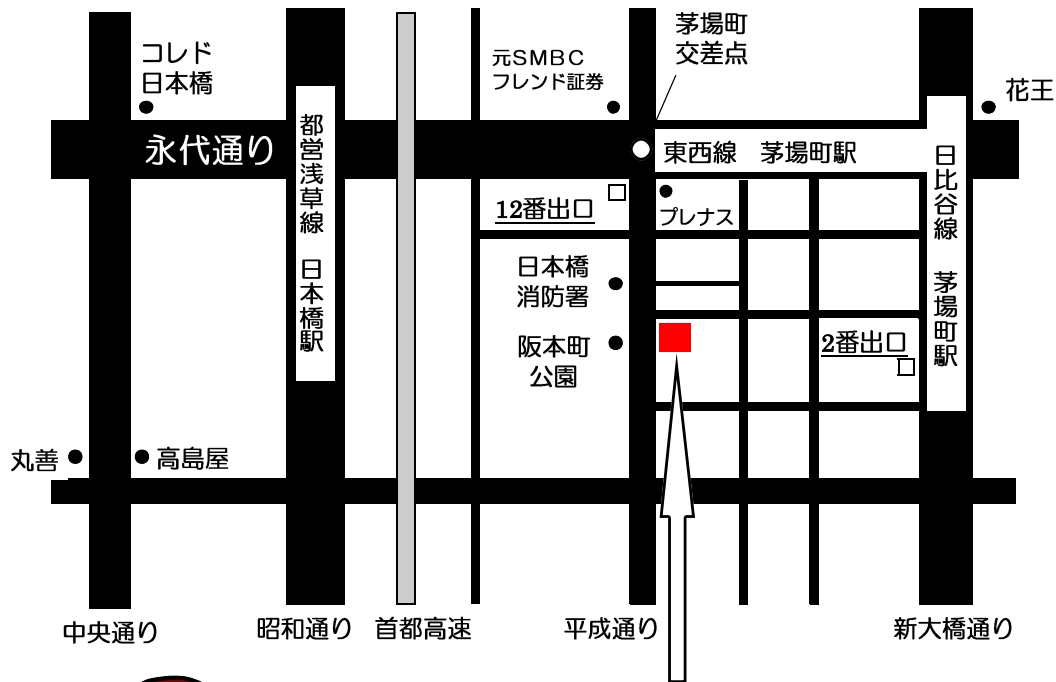 コレド
日本橋
元SMBC
フレンド証券
茅場町
交差点
花王
永代通り
都営浅草線 日本橋駅
東西線 茅場町駅
日比谷線 茅場町駅
12番出口
プレナス
日本橋
消防署
阪本町
公園
2番出口
丸善
高島屋
中央通り
昭和通り
首都高速
平成通り
新大橋通り